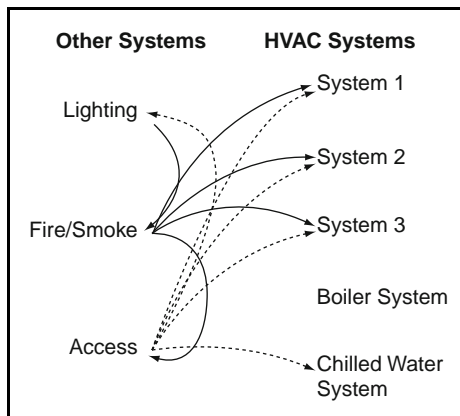 Other Systems
HVAC Systems
Lighting
System 1
System 2
Fire/Smoke
System 3
Boiler System
Access
Chilled Water
System